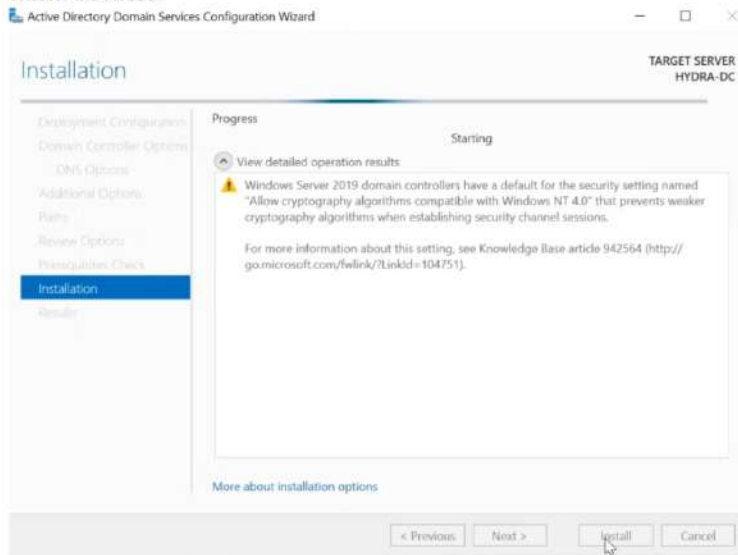 Active Directory Domain Services Configuration Wizard
Installation
TARGET SERVER
HYDRA-DC
Deployment Configuration
Domain Controller Options
DNS Options
Additional Options
Paths
Review Options
Prerequisites Check
Installation
Results
Progress
Starting
View detailed operation results
Windows Server 2019 domain controllers have a default for the security setting named
"Allow cryptography algorithms compatible with Windows NT 4.0" that prevents weaker
cryptography algorithms when establishing security channel sessions.
For more information about this setting, see Knowledge Base article 942564 (http://
go.microsoft.com/fwlink/?LinkId=104751).
More about installation options
< Previous
Next >
Install
Cancel